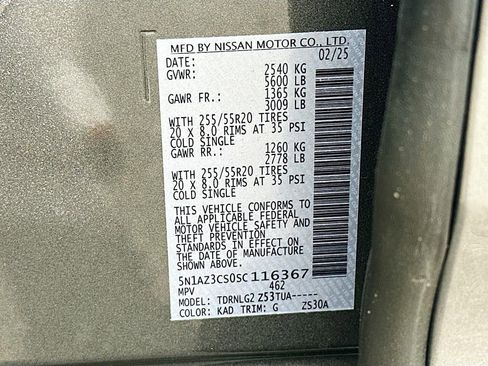 MFD BY NISSAN MOTOR CO., LTD.
DATE: 02/25
GVWR: 2540 KG
5600 LB
GAWR FR.: 1365 KG
3009 LB
WITH 255/55R20 TIRES
20 X 8.0 RIMS AT 35 PSI
COLD SINGLE
GAWR RR.: 1260 KG
2778 LB
WITH 255/55R20 TIRES
20 X 8.0 RIMS AT 35 PSI
COLD SINGLE
THIS VEHICLE CONFORMS TO
ALL APPLICABLE FEDERAL
MOTOR VEHICLE SAFETY AND
THEFT PREVENTION
STANDARDS IN EFFECT ON
THE DATE OF MANUFACTURE
SHOWN ABOVE.
5N1AZ3CS0SC116367
MPV 462
MODEL: TDRNLG2 Z53TUA-----
COLOR: KAD TRIM: G ZS30A